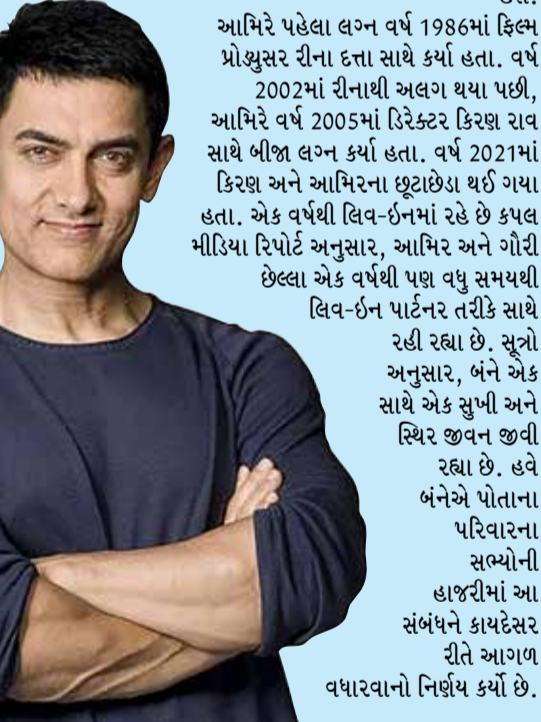 આમિરે પહેલા લગ્ન વર્ષ 1986માં ફિલ્મ
પ્રોડ્યુસર રીના દત્તા સાથે કર્યા હતા. વર્ષ
2002માં રીનાથી અલગ થયા પછી,
આમિરે વર્ષ 2005માં ડિરેક્ટર કિરણ રાવ
સાથે બીજા લગ્ન કર્યા હતા. વર્ષ 2021માં
કિરણ અને આમિરના છૂટાછેડા થઈ ગયા
હતા. એક વર્ષથી લિવ-ઇનમાં રહે છે કપલ
મીડિયા રિપોર્ટ અનુસાર, આમિર અને ગૌરી
છેલ્લા એક વર્ષથી પણ વધુ સમયથી
લિવ-ઇન પાર્ટનર તરીકે સાથે
રહી રહ્યા છે. સૂત્રો
અનુસાર, બંને એક
સાથે એક સુખી અને
સ્થિર જીવન જીવી
રહ્યા છે. હવે
બંનેએ પોતાના
પરિવારના
સભ્યોની
હાજરીમાં આ
સંબંધને કાયદેસર
રીતે આગળ
વધારવાનો નિર્ણય કર્યો છે.